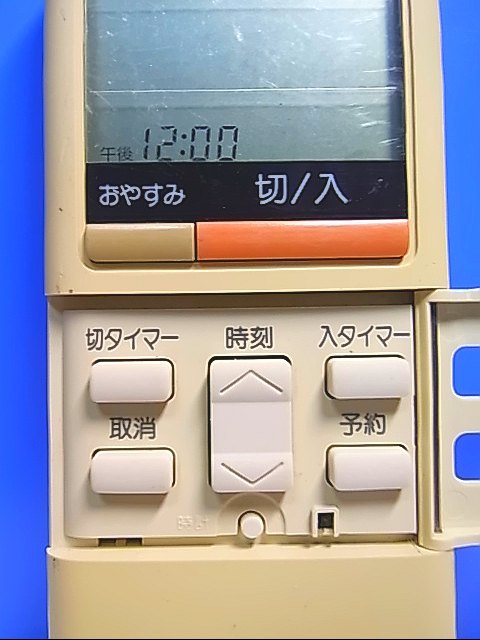 午後 12:00
おやすみ 切/入
切タイマー 時刻 入タイマー
取消 予約
時計